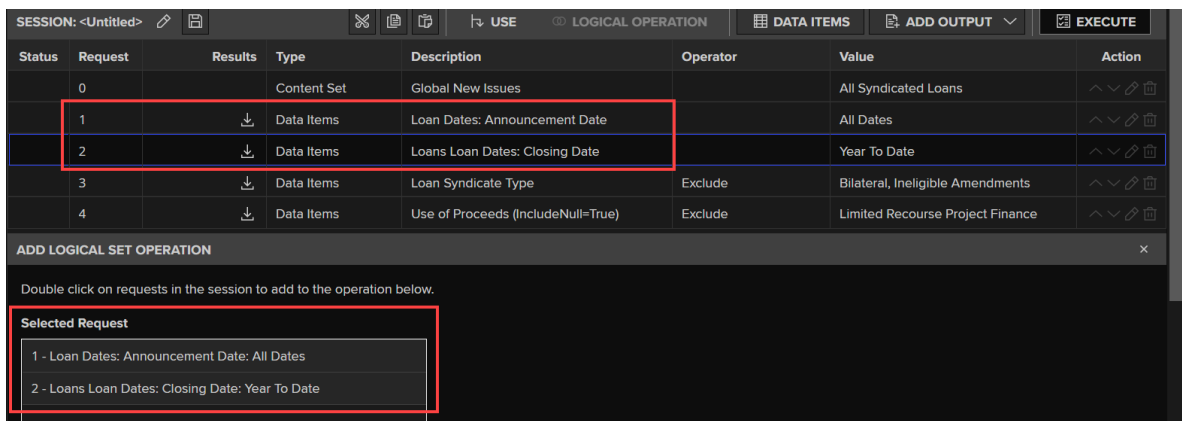 SESSION: <Untitled> USE LOGICAL OPERATION DATA ITEMS ADD OUTPUT EXECUTE
Status Request Results Type Description Operator Value Action
0 Content Set Global New Issues All Syndicated Loans
1 Data Items Loan Dates: Announcement Date All Dates
2 Data Items Loans Loan Dates: Closing Date Year To Date
3 Data Items Loan Syndicate Type Exclude Bilateral, Ineligible Amendments
4 Data Items Use of Proceeds (IncludeNull=True) Exclude Limited Recourse Project Finance
ADD LOGICAL SET OPERATION
Double click on requests in the session to add to the operation below.
Selected Request
1 - Loan Dates: Announcement Date: All Dates
2 - Loans Loan Dates: Closing Date: Year To Date